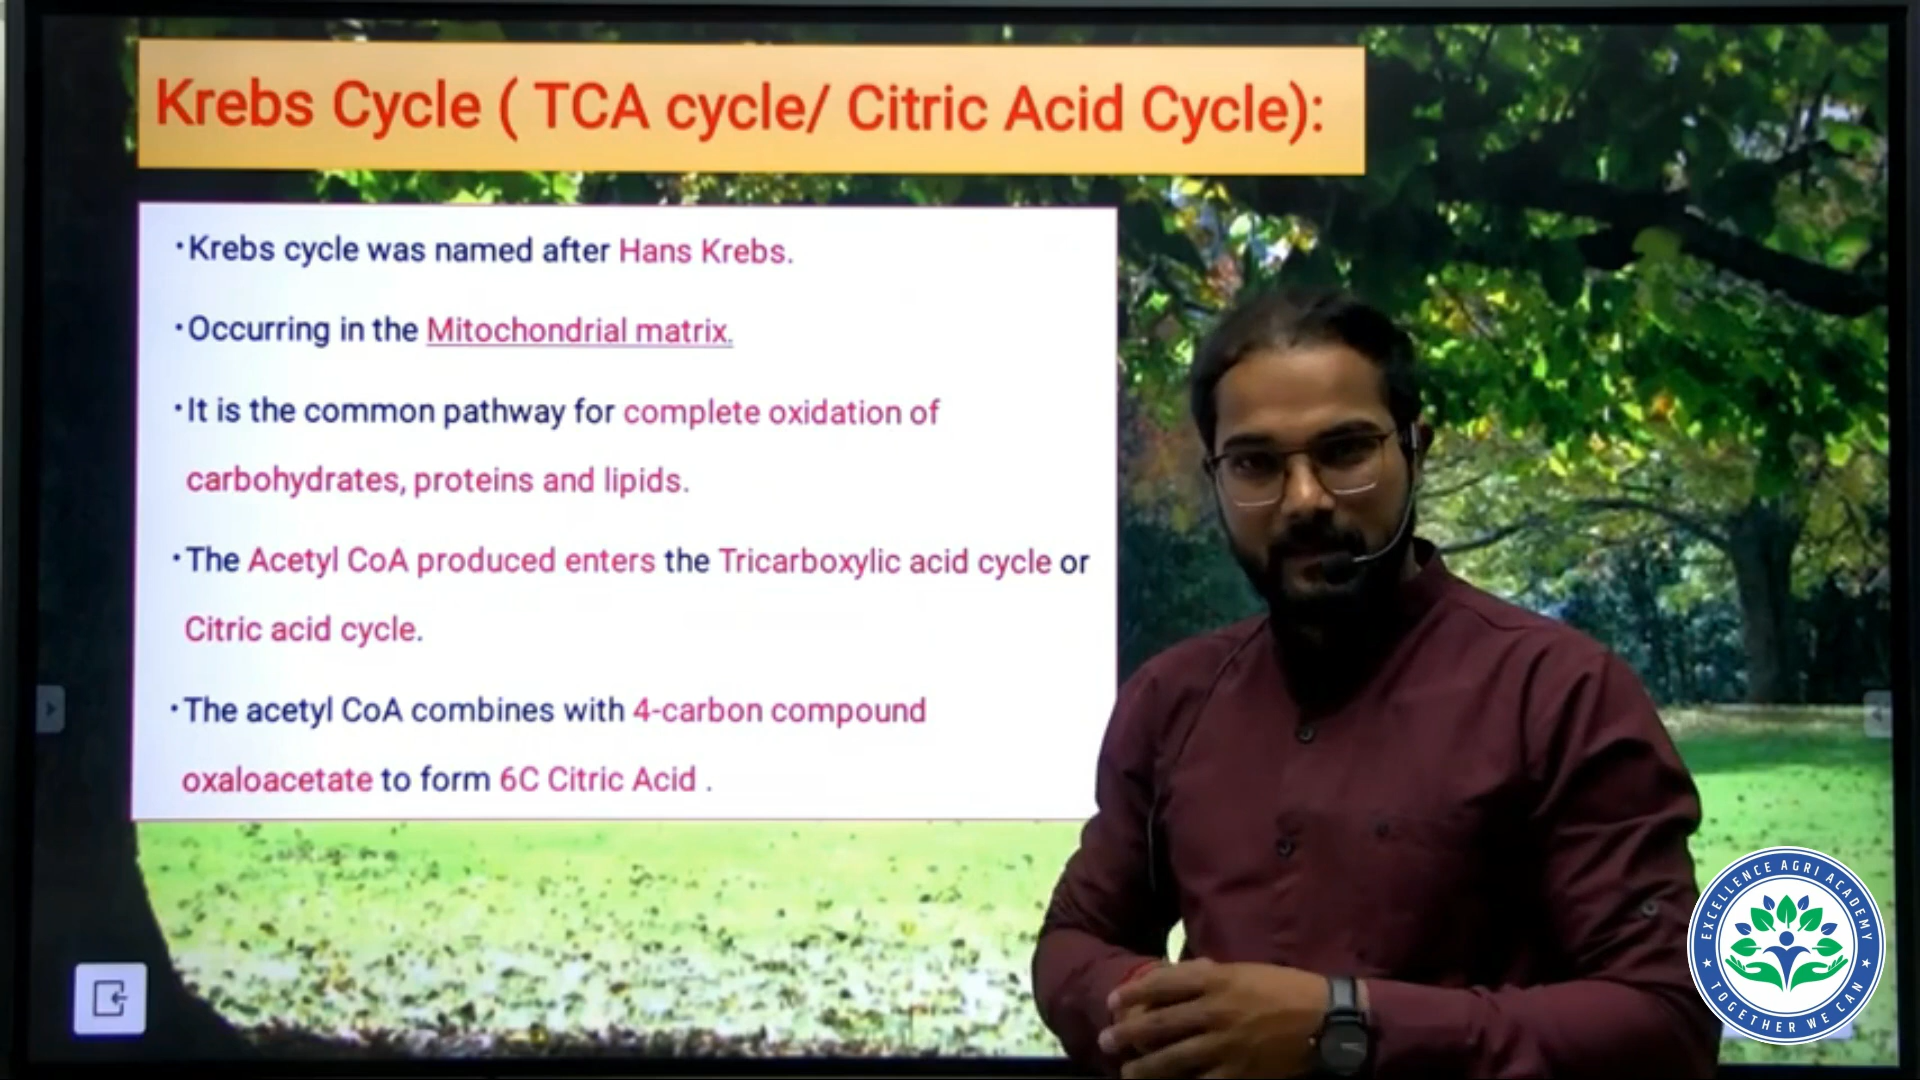 Krebs Cycle ( TCA cycle/ Citric Acid Cycle):
•Krebs cycle was named after Hans Krebs.
•Occurring in the Mitochondrial matrix.
•It is the common pathway for complete oxidation of
carbohydrates, proteins and lipids.
•The Acetyl CoA produced enters the Tricarboxylic acid cycle or
Citric acid cycle.
•The acetyl CoA combines with 4-carbon compound
oxaloacetate to form 6C Citric Acid .
EXCELLENCE AGRI ACADEMY
TOGETHER WE CAN